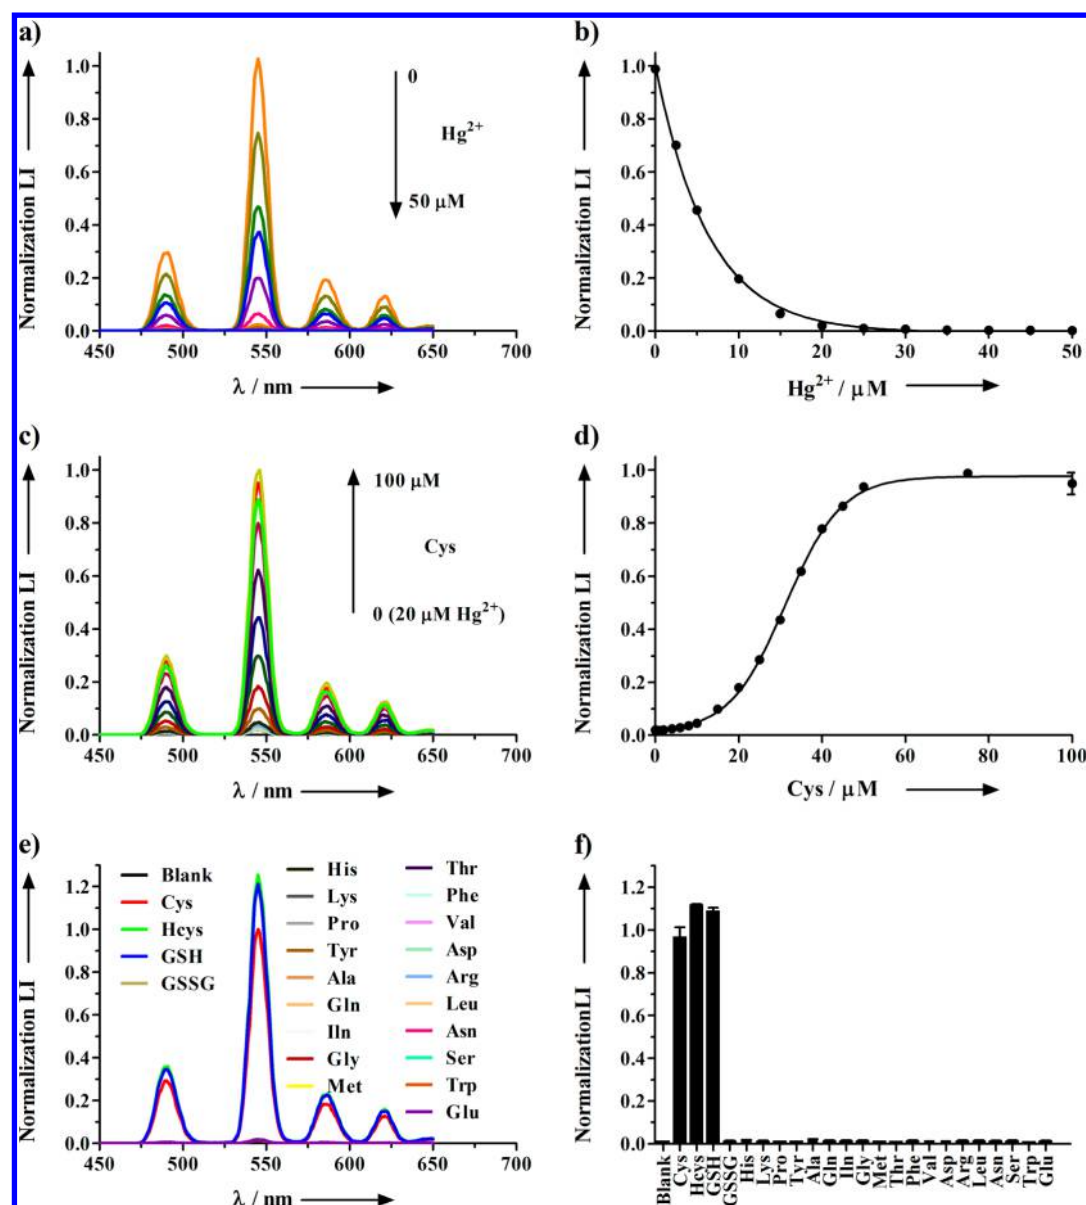 a)
Normalization LI
1.0
0.8
0.6
0.4
0.2
0.0
450 500 550 600 650 700
λ / nm
0
Hg²⁺
50 μM
b)
Normalization LI
1.0
0.8
0.6
0.4
0.2
0.0
0 10 20 30 40 50
Hg²⁺ / μM
c)
Normalization LI
1.0
0.8
0.6
0.4
0.2
0.0
450 500 550 600 650 700
λ / nm
100 μM
Cys
0 (20 μM Hg²⁺)
d)
Normalization LI
1.0
0.8
0.6
0.4
0.2
0.0
0 20 40 60 80 100
Cys / μM
e)
Normalization LI
1.2
1.0
0.8
0.6
0.4
0.2
0.0
450 500 550 600 650 700
λ / nm
Blank
Cys
Hcys
GSH
GSSG
His
Lys
Pro
Tyr
Ala
Gln
Iln
Gly
Met
Thr
Phe
Val
Asp
Arg
Leu
Asn
Ser
Trp
Glu
f)
NormalizationLI
1.2
1.0
0.8
0.6
0.4
0.2
0.0
Blank
Cys
Hcys
GSH
GSSG
His
Lys
Pro
Tyr
Ala
Gln
Iln
Gly
Met
Thr
Phe
Val
Asp
Arg
Leu
Asn
Ser
Trp
Glu